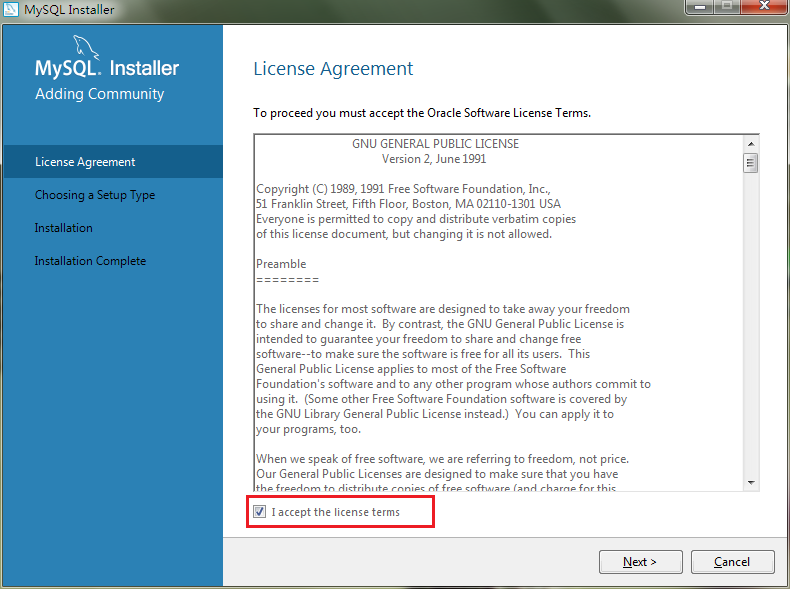 MySQL Installer
MySQL. Installer
Adding Community
License Agreement
Choosing a Setup Type
Installation
Installation Complete
License Agreement
To proceed you must accept the Oracle Software License Terms.
GNU GENERAL PUBLIC LICENSE
Version 2, June 1991
Copyright (C) 1989, 1991 Free Software Foundation, Inc.,
51 Franklin Street, Fifth Floor, Boston, MA 02110-1301 USA
Everyone is permitted to copy and distribute verbatim copies
of this license document, but changing it is not allowed.
Preamble
========
The licenses for most software are designed to take away your freedom
to share and change it.  By contrast, the GNU General Public License is
intended to guarantee your freedom to share and change free
software--to make sure the software is free for all its users.  This
General Public License applies to most of the Free Software
Foundation's software and to any other program whose authors commit to
using it.  (Some other Free Software Foundation software is covered by
the GNU Library General Public License instead.)  You can apply it to
your programs, too.
When we speak of free software, we are referring to freedom, not price.
Our General Public Licenses are designed to make sure that you have
the freedom to distribute copies of free software (and charge for this
I accept the license terms
Next >
Cancel